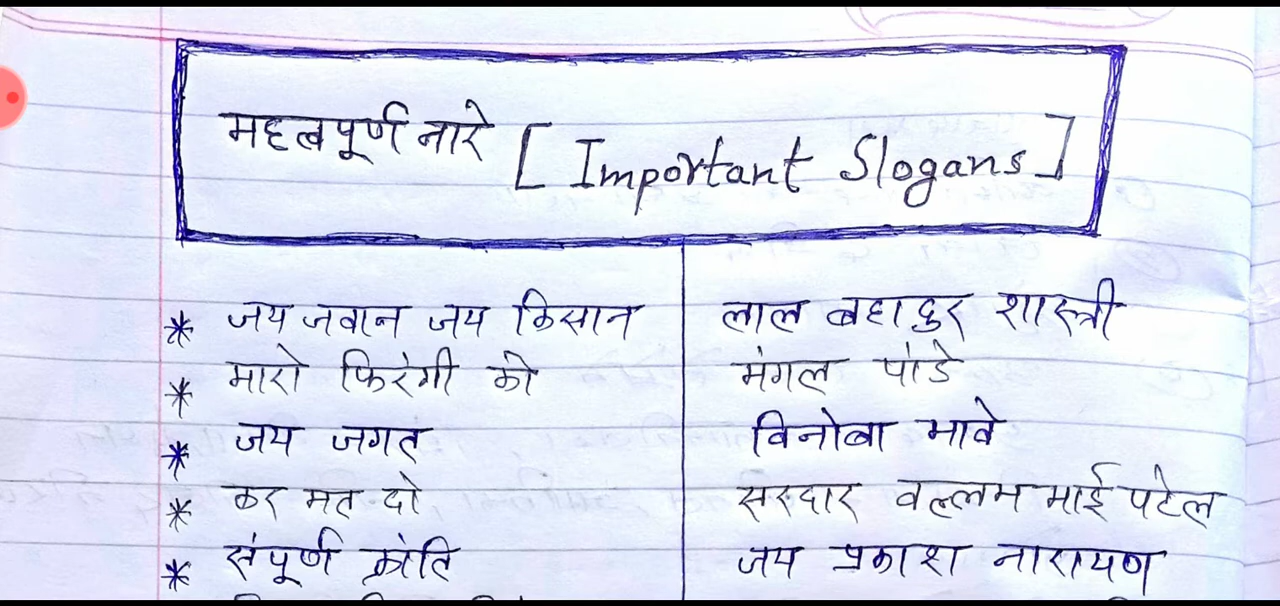 महत्वपूर्ण नारे [ Important Slogans ]
* जय जवान जय किसान लाल बहादुर शास्त्री
* मारो फिरंगी को मंगल पांडे
* जय जगत विनोबा भावे
* कर मत दो सरदार वल्लभ भाई पटेल
* संपूर्ण क्रांति जय प्रकाश नारायण